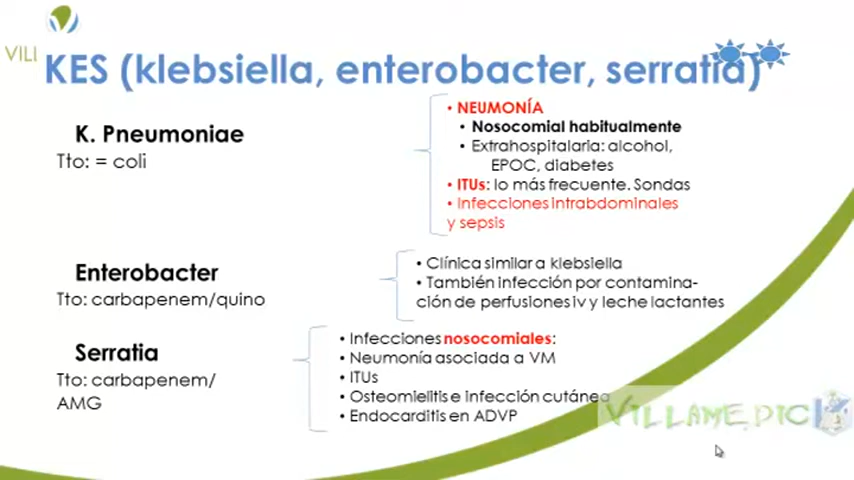 VILL
KES (klebsiella, enterobacter, serratia)
K. Pneumoniae
Tto: = coli
• NEUMONÍA
• Nosocomial habitualmente
• Extrahospitalaria: alcohol,
EPOC, diabetes
• ITUs: lo más frecuente. Sondas
• Infecciones intrabdominales
y sepsis
Enterobacter
Tto: carbapenem/quino
• Clínica similar a klebsiella
• También infección por contamina-
ción de perfusiones iv y leche lactantes
Serratia
Tto: carbapenem/
AMG
• Infecciones nosocomiales:
• Neumonía asociada a VM
• ITUs
• Osteomielitis e infección cutánea
• Endocarditis en ADVP
VILLAMEDIC